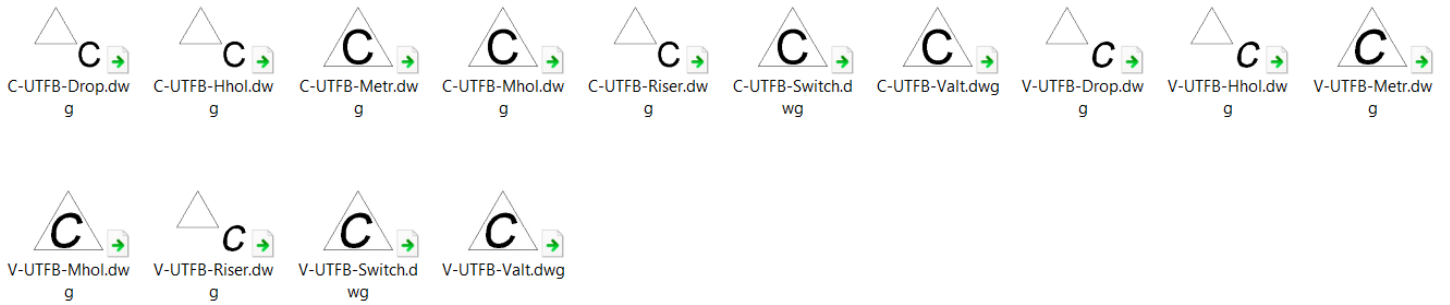 C C C C C C C C C C
C-UTFB-Drop.dw C-UTFB-Hhol.dw C-UTFB-Metr.dw C-UTFB-Mhol.dw C-UTFB-Riser.dw C-UTFB-Switch.d C-UTFB-Valt.dwg V-UTFB-Drop.dw V-UTFB-Hhol.dw V-UTFB-Metr.dw
g g g g g wg g g g
C C C C
V-UTFB-Mhol.dw V-UTFB-Riser.dw V-UTFB-Switch.d V-UTFB-Valt.dwg
g g wg